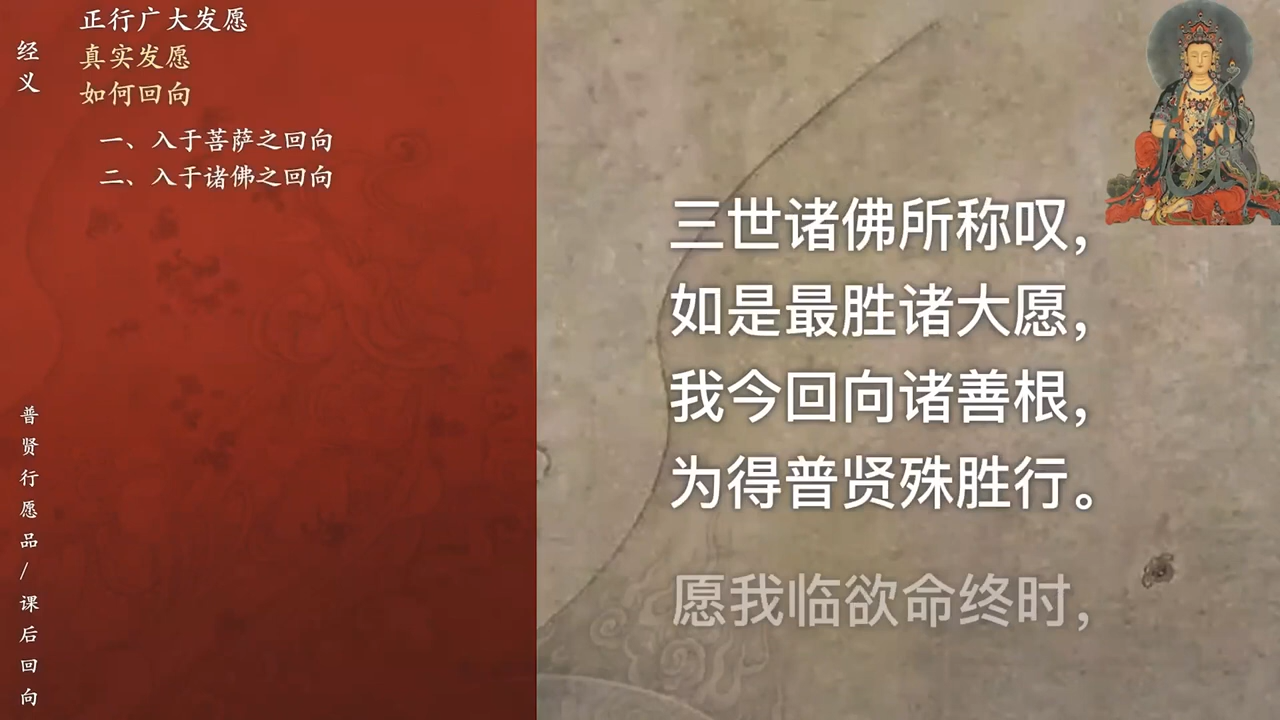 经义
正行广大发愿
真实发愿
如何回向
一、入于菩萨之回向
二、入于诸佛之回向
普贤行愿品/课后回向
三世诸佛所称叹，
如是最胜诸大愿，
我今回向诸善根，
为得普贤殊胜行。
愿我临欲命终时，